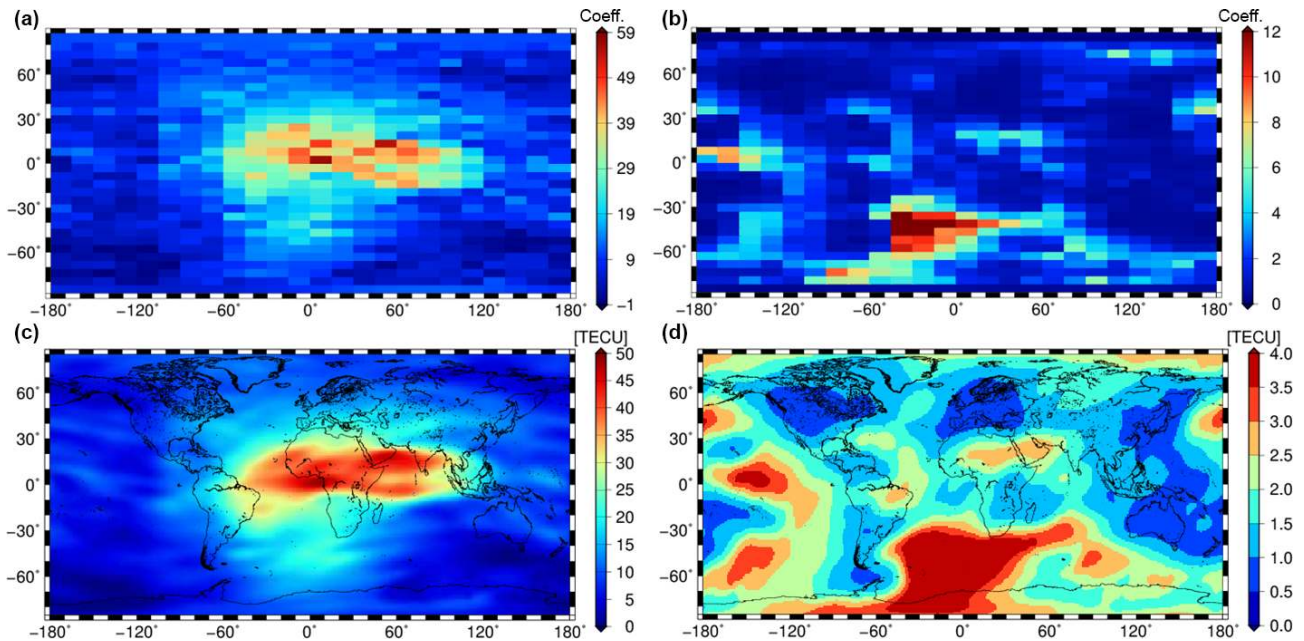 (a) Coeff. (b) Coeff.
59 12
60° 49 60° 10
30° 39 30° 8
0° 29 0° 6
−30° 19 −30° 4
−60° 9 −60° 2
−1 0
−180° −120° −60° 0° 60° 120° 180° −180° −120° −60° 0° 60° 120° 180°
(c) [TECU] (d) [TECU]
50 4.0
60° 45 60° 3.5
40
30° 35 30° 3.0
30 2.5
0° 25 0° 2.0
20
−30° 15 −30° 1.5
10 1.0
−60° 5 −60° 0.5
0 0.0
−180° −120° −60° 0° 60° 120° 180° −180° −120° −60° 0° 60° 120° 180°